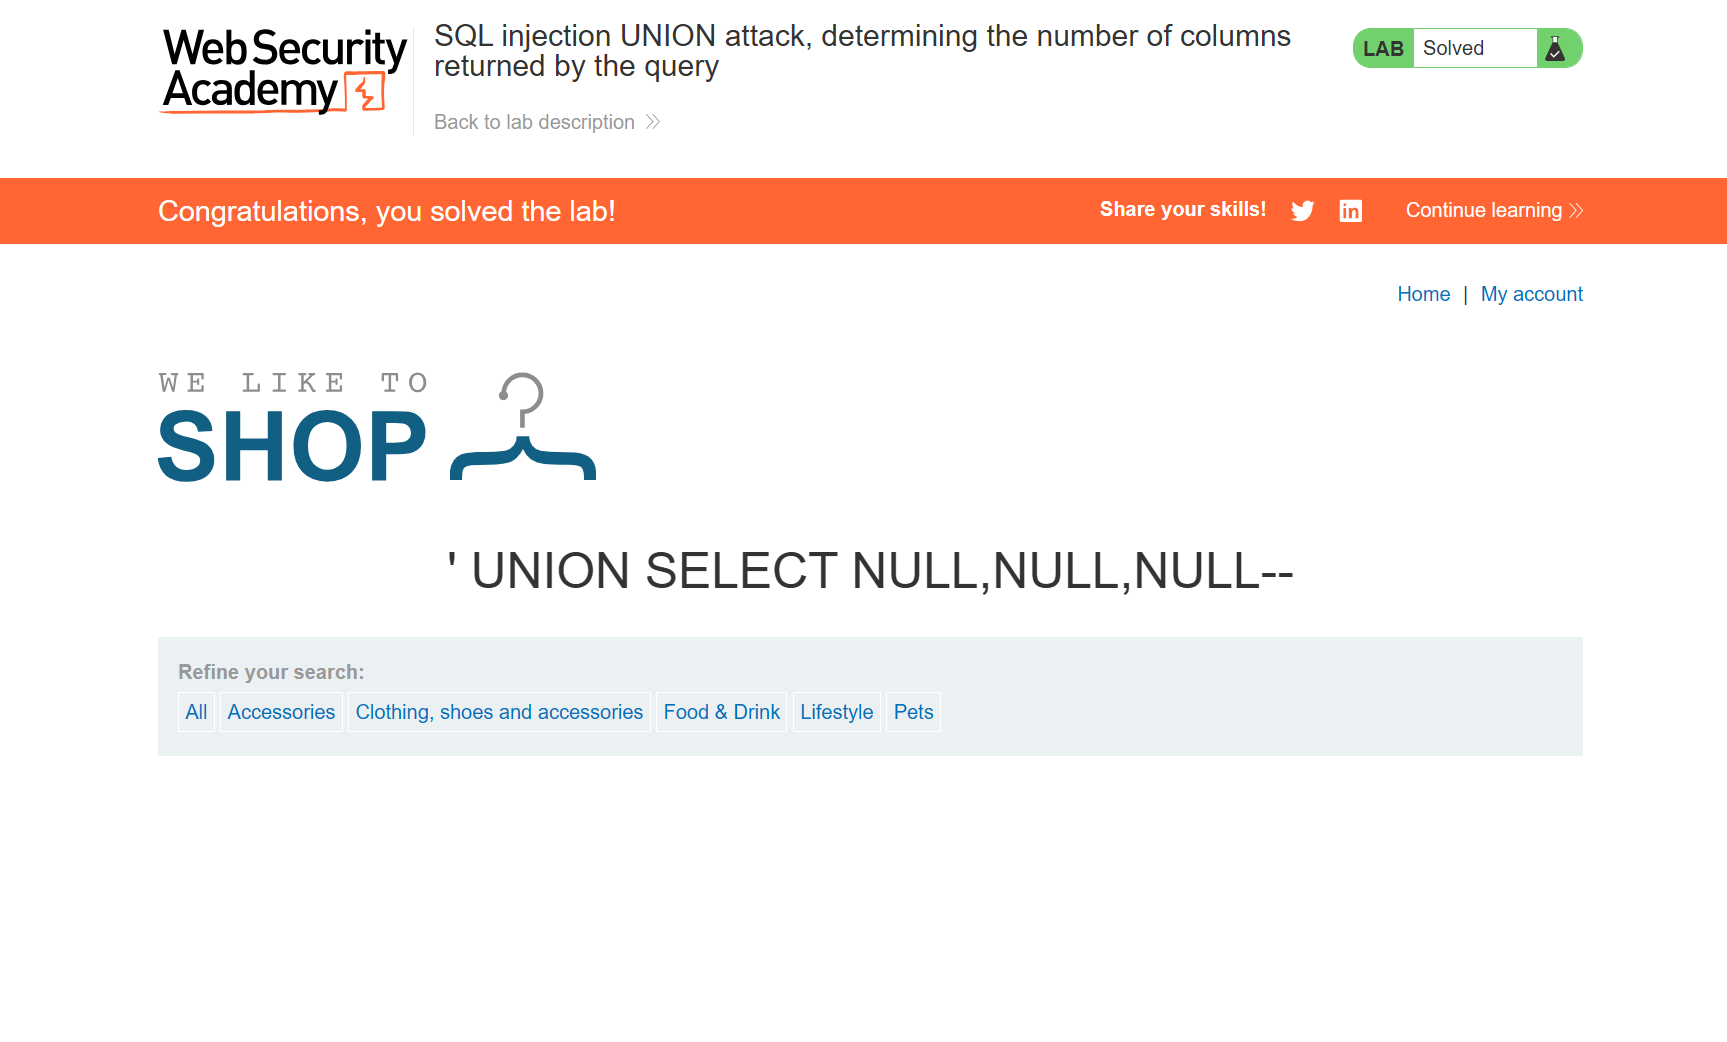 Web Security
Academy
SQL injection UNION attack, determining the number of columns
returned by the query
Back to lab description
LAB Solved
Congratulations, you solved the lab!
Share your skills!
Continue learning
Home | My account
WE LIKE TO
SHOP
' UNION SELECT NULL,NULL,NULL--
Refine your search:
All Accessories Clothing, shoes and accessories Food & Drink Lifestyle Pets